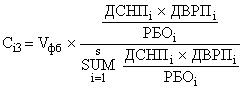 ДСНПi × ДВРПi
РБОi
Ci3 = Vфб ×
s
SUM
i=1
ДСНПi × ДВРПi
РБОi